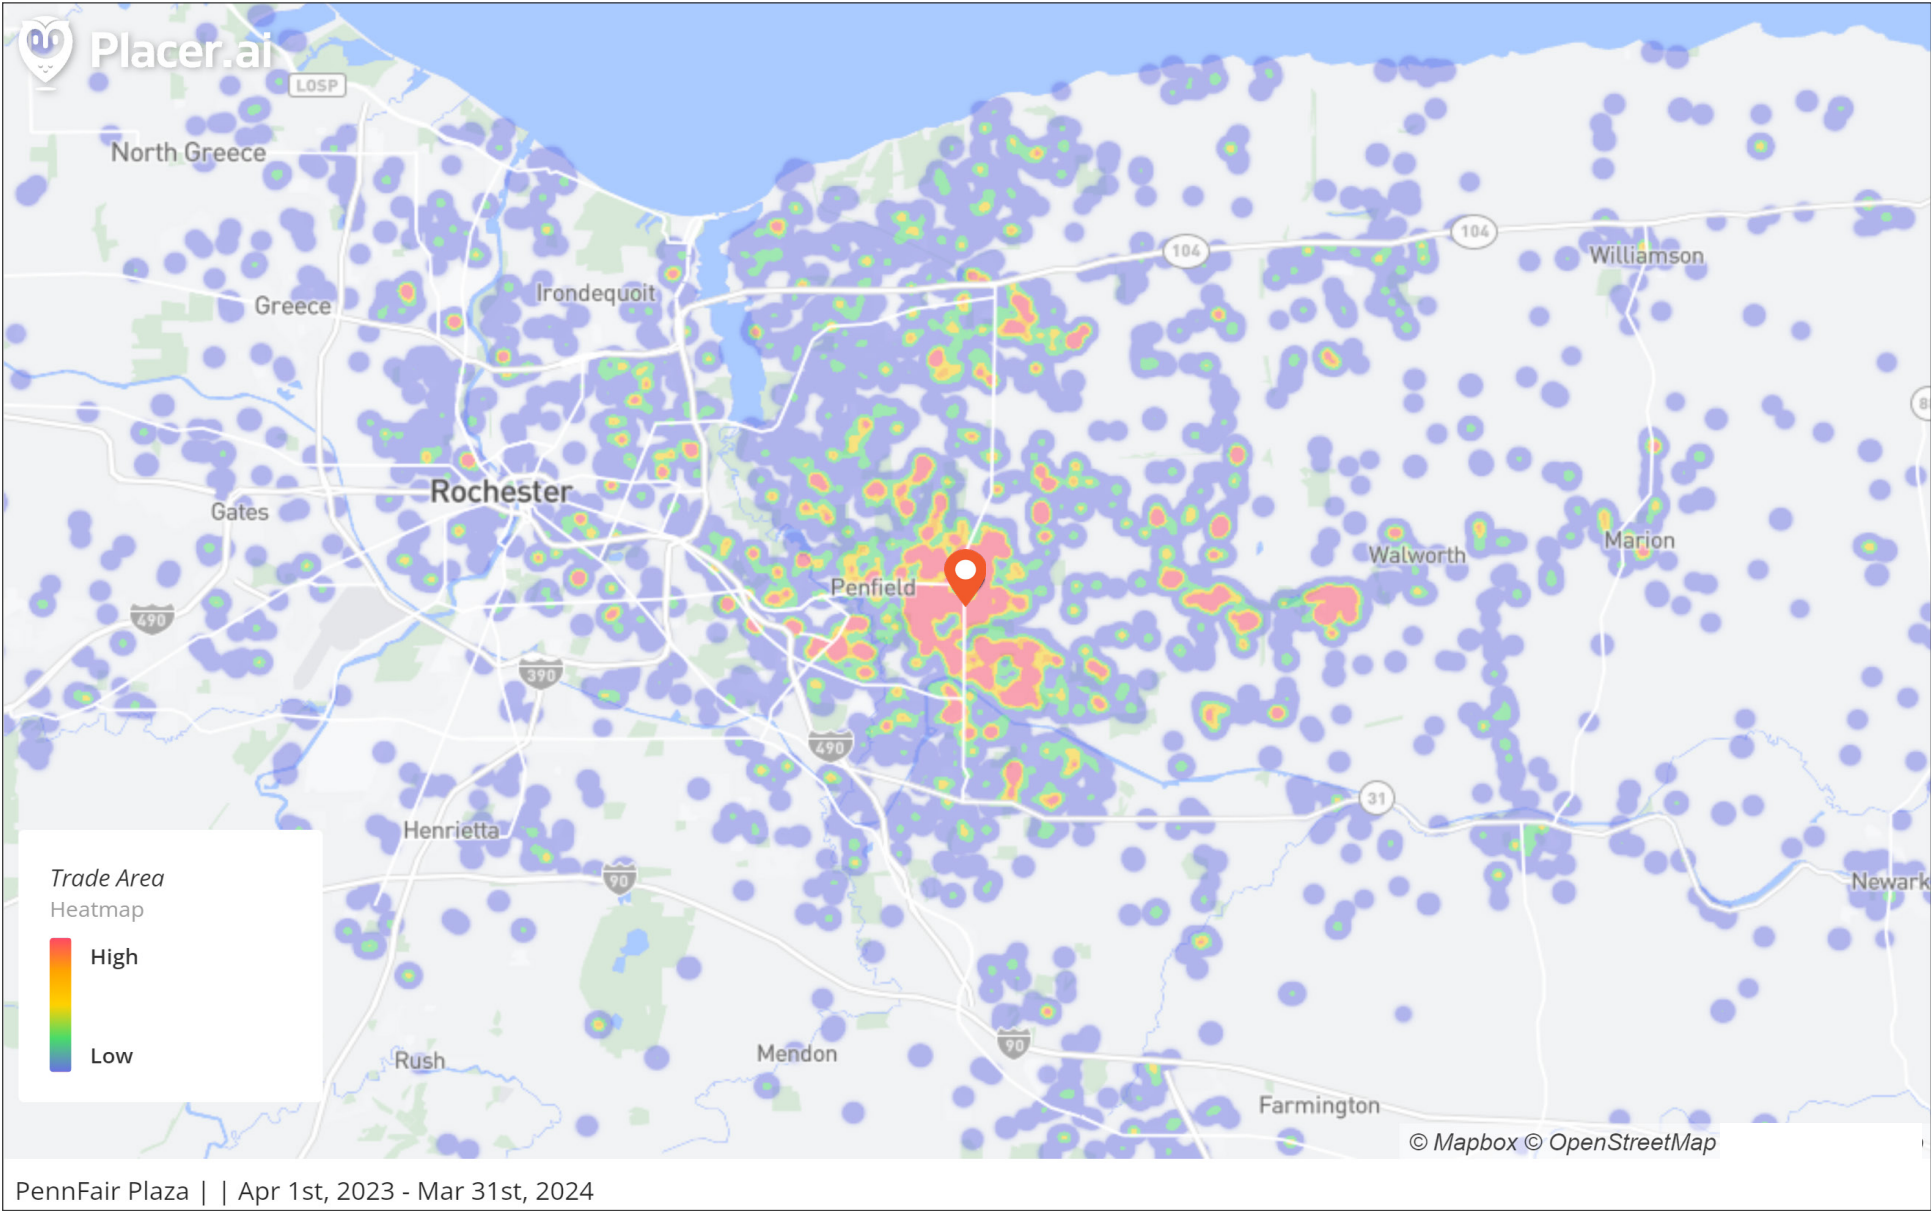 Placer.ai
LOSP
North Greece
104
104
Williamson
Irondequoit
Greece
Rochester
Gates
Marion
Walworth
Penfield
490
390
490
31
Henrietta
90
Newark
Trade Area
Heatmap
High
Low
90
Rush
Mendon
Farmington
© Mapbox © OpenStreetMap
PennFair Plaza | | Apr 1st, 2023 - Mar 31st, 2024